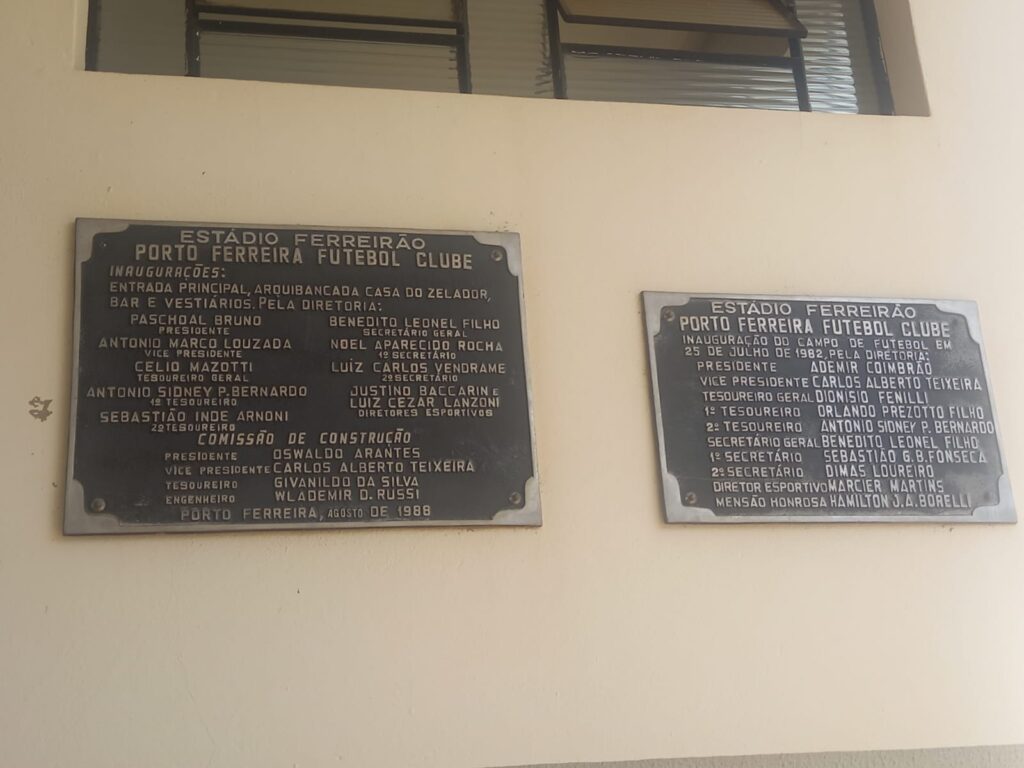 ESTÁDIO FERREIRÃO
PORTO FERREIRA FUTEBOL CLUBE
INAUGURAÇÕES:
ENTRADA PRINCIPAL, ARQUIBANCADA CASA DO ZELADOR,
BAR E VESTIÁRIOS. PELA DIRETORIA:
PASCHOAL BRUNO
PRESIDENTE
ANTONIO MARCO LOUZADA
VICE PRESIDENTE
CELIO MAZOTTI
TESOUREIRO GERAL
ANTONIO SIDNEY P. BERNARDO
1º TESOUREIRO
SEBASTIÃO INDE ARNONI
2º TESOUREIRO
BENEDITO LEONEL FILHO
SECRETÁRIO GERAL
NOEL APARECIDO ROCHA
1º SECRETÁRIO
LUIZ CARLOS VENDRAME
2º SECRETÁRIO
JUSTINO BACCARIN E
LUIZ CEZAR LANZONI
DIRETORES ESPORTIVOS
COMISSÃO DE CONSTRUÇÃO
PRESIDENTE OSWALDO ARANTES
VICE PRESIDENTE CARLOS ALBERTO TEIXEIRA
TESOUREIRO GIVANILDO DA SILVA
ENGENHEIRO WLADEMIR D. RUSSI
PORTO FERREIRA, AGOSTO DE 1988
ESTÁDIO FERREIRÃO
PORTO FERREIRA FUTEBOL CLUBE
INAUGURAÇÃO DO CAMPO DE FUTEBOL EM
25 DE JULHO DE 1982, PELA DIRETORIA:
PRESIDENTE ADEMIR COIMBRÃO
VICE PRESIDENTE CARLOS ALBERTO TEIXEIRA
TESOUREIRO GERAL DIONISIO FENILLI
1º TESOUREIRO ORLANDO PREZOTTO FILHO
2º TESOUREIRO ANTONIO SIDNEY P. BERNARDO
SECRETÁRIO GERAL BENEDITO LEONEL FILHO
1º SECRETÁRIO SEBASTIÃO G.B. FONSECA
2º SECRETÁRIO DIMAS LOUREIRO
DIRETOR ESPORTIVO MARCIER MARTINS
MENSÃO HONROSA HAMILTON J.A. BORELLI